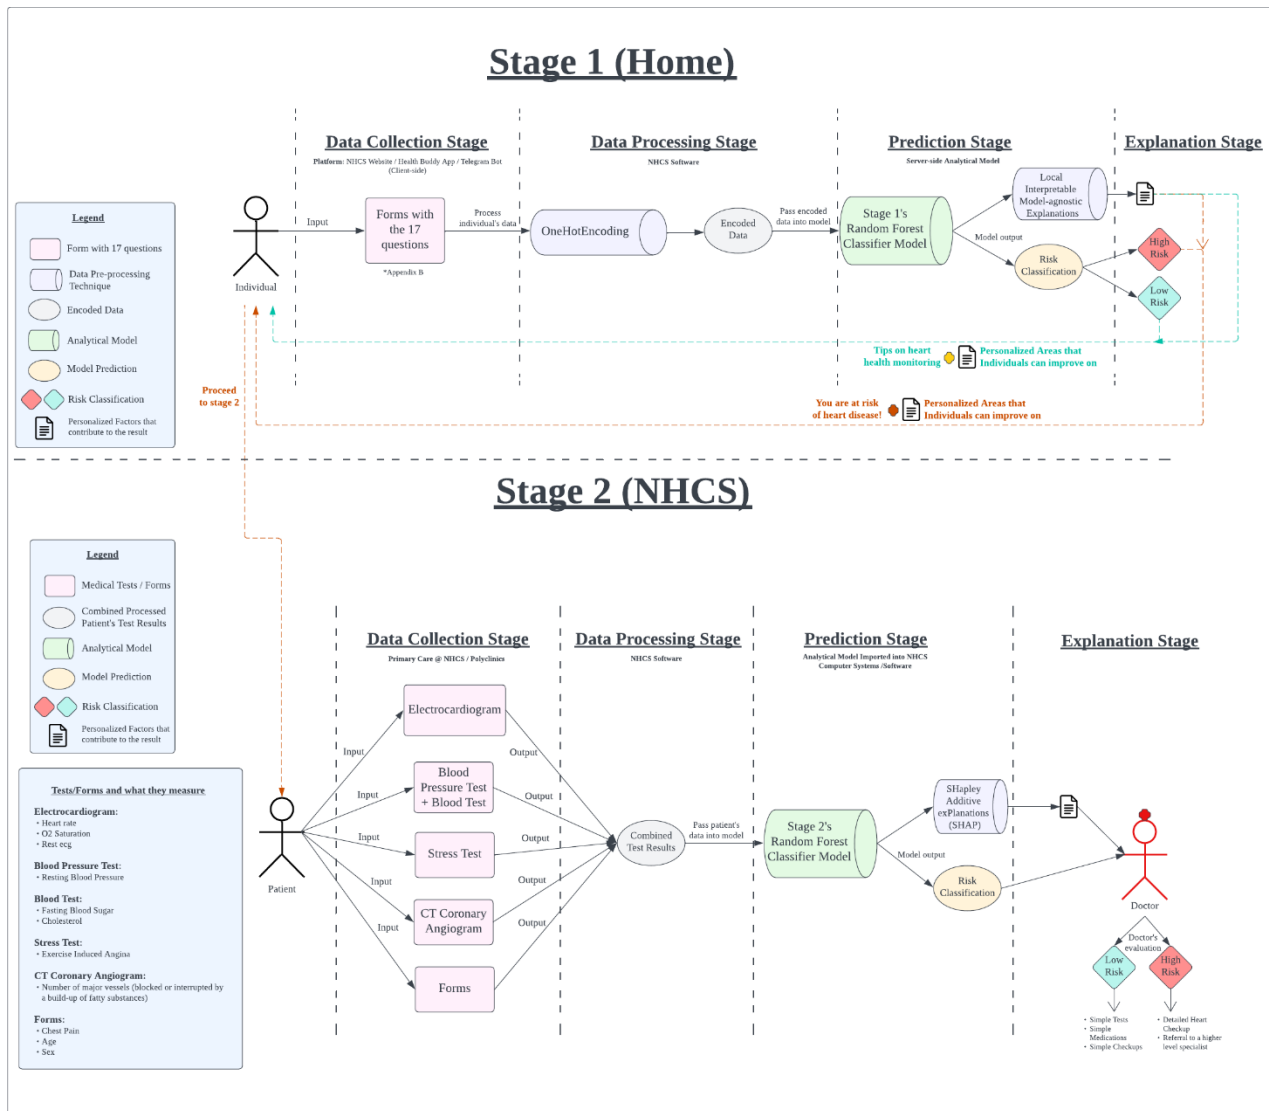 Stage 1 (Home)
Data Collection Stage
Platform: NHCS Website / Health Buddy App / Telegram Bot
(Client-side)
Data Processing Stage
NHCS Software
Prediction Stage
Server-side Analytical Model
Explanation Stage
Legend
Form with 17 questions
Data Pre-processing
Technique
Encoded Data
Analytical Model
Model Prediction
Risk Classification
Personalized Factors that
contribute to the result
Individual
Input
Forms with
the 17
questions
*Appendix B
Process
individual's data
OneHotEncoding
Encoded
Data
Pass encoded
data into model
Stage 1's
Random Forest
Classifier Model
Model output
Local
Interpretable
Model-agnostic
Explanations
Risk
Classification
High
Risk
Low
Risk
Tips on heart
health monitoring
Personalized Areas that
Individuals can improve on
You are at risk
of heart disease!
Personalized Areas that
Individuals can improve on
Proceed
to stage 2
Stage 2 (NHCS)
Legend
Medical Tests / Forms
Combined Processed
Patient's Test Results
Analytical Model
Model Prediction
Risk Classification
Personalized Factors that
contribute to the result
Tests/Forms and what they measure
Electrocardiogram:
• Heart rate
• O2 Saturation
• Rest ecg
Blood Pressure Test:
• Resting Blood Pressure
Blood Test:
• Fasting Blood Sugar
• Cholesterol
Stress Test:
• Exercise Induced Angina
CT Coronary Angiogram:
• Number of major vessels (blocked or interrupted by
a build-up of fatty substances)
Forms:
• Chest Pain
• Age
• Sex
Data Collection Stage
Primary Care @ NHCS / Polyclinics
Data Processing Stage
NHCS Software
Prediction Stage
Analytical Model Imported into NHCS
Computer Systems /Software
Explanation Stage
Patient
Input
Input
Input
Input
Input
Electrocardiogram
Blood
Pressure Test
+ Blood Test
Stress Test
CT Coronary
Angiogram
Forms
Output
Output
Output
Output
Output
Combined
Test Results
Pass patient's
data into model
Stage 2's
Random Forest
Classifier Model
Model output
SHapley
Additive
exPlanations
(SHAP)
Risk
Classification
Doctor
Doctor's
evaluation
Low
Risk
High
Risk
• Simple Tests
• Simple
Medications
• Simple Checkups
• Detailed Heart
Checkup
• Referral to a higher
level specialist